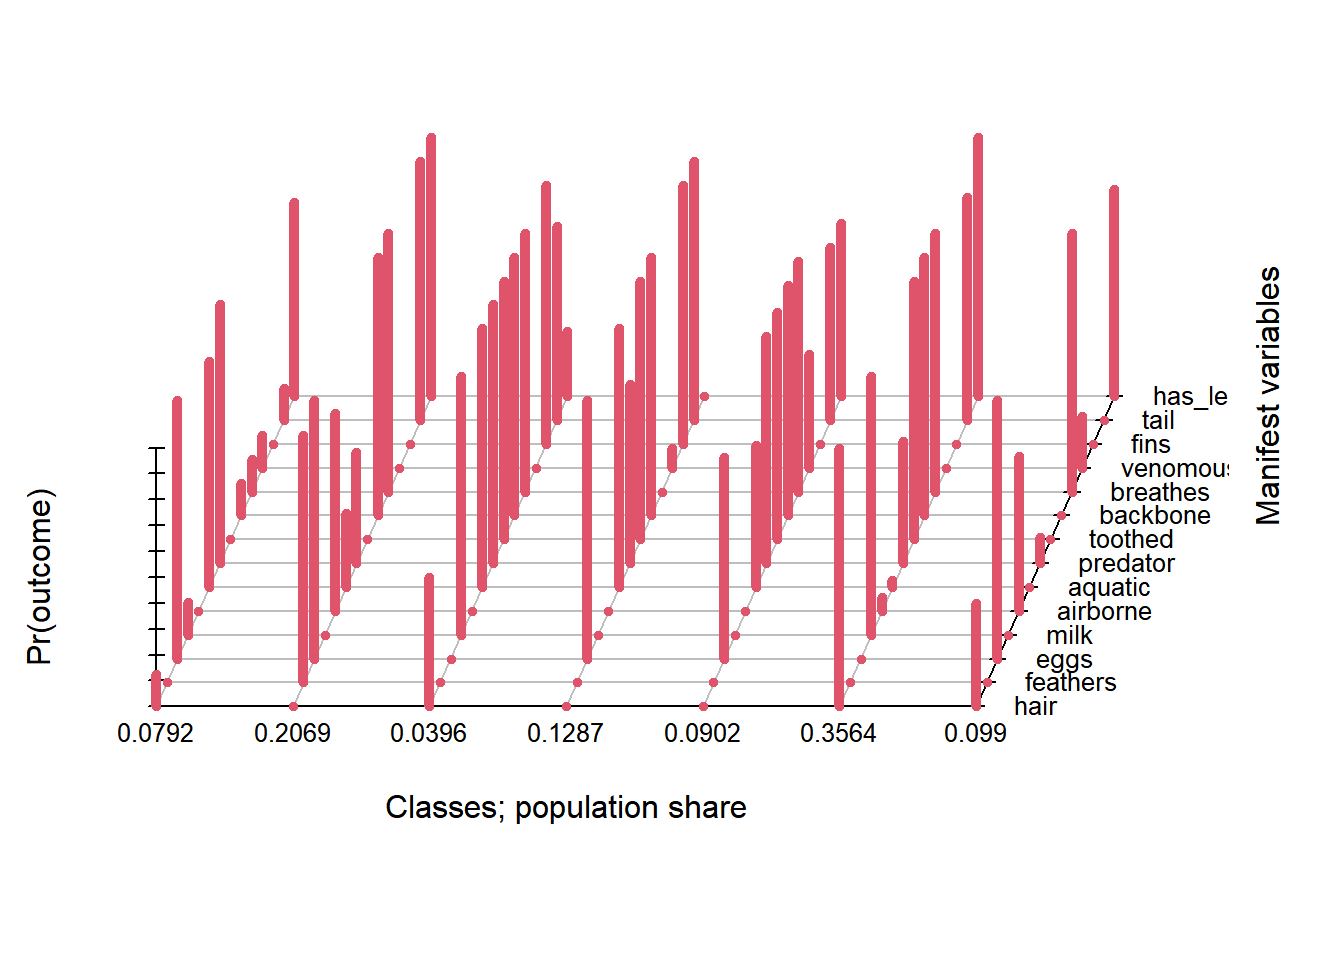 has_le
tail
fins
venomous
breathes
backbone
toothed
predator
aquatic
airborne
milk
eggs
feathers
hair
Manifest variables
Pr(outcome)
0.0792 0.2069 0.0396 0.1287 0.0902 0.3564 0.099
Classes; population share